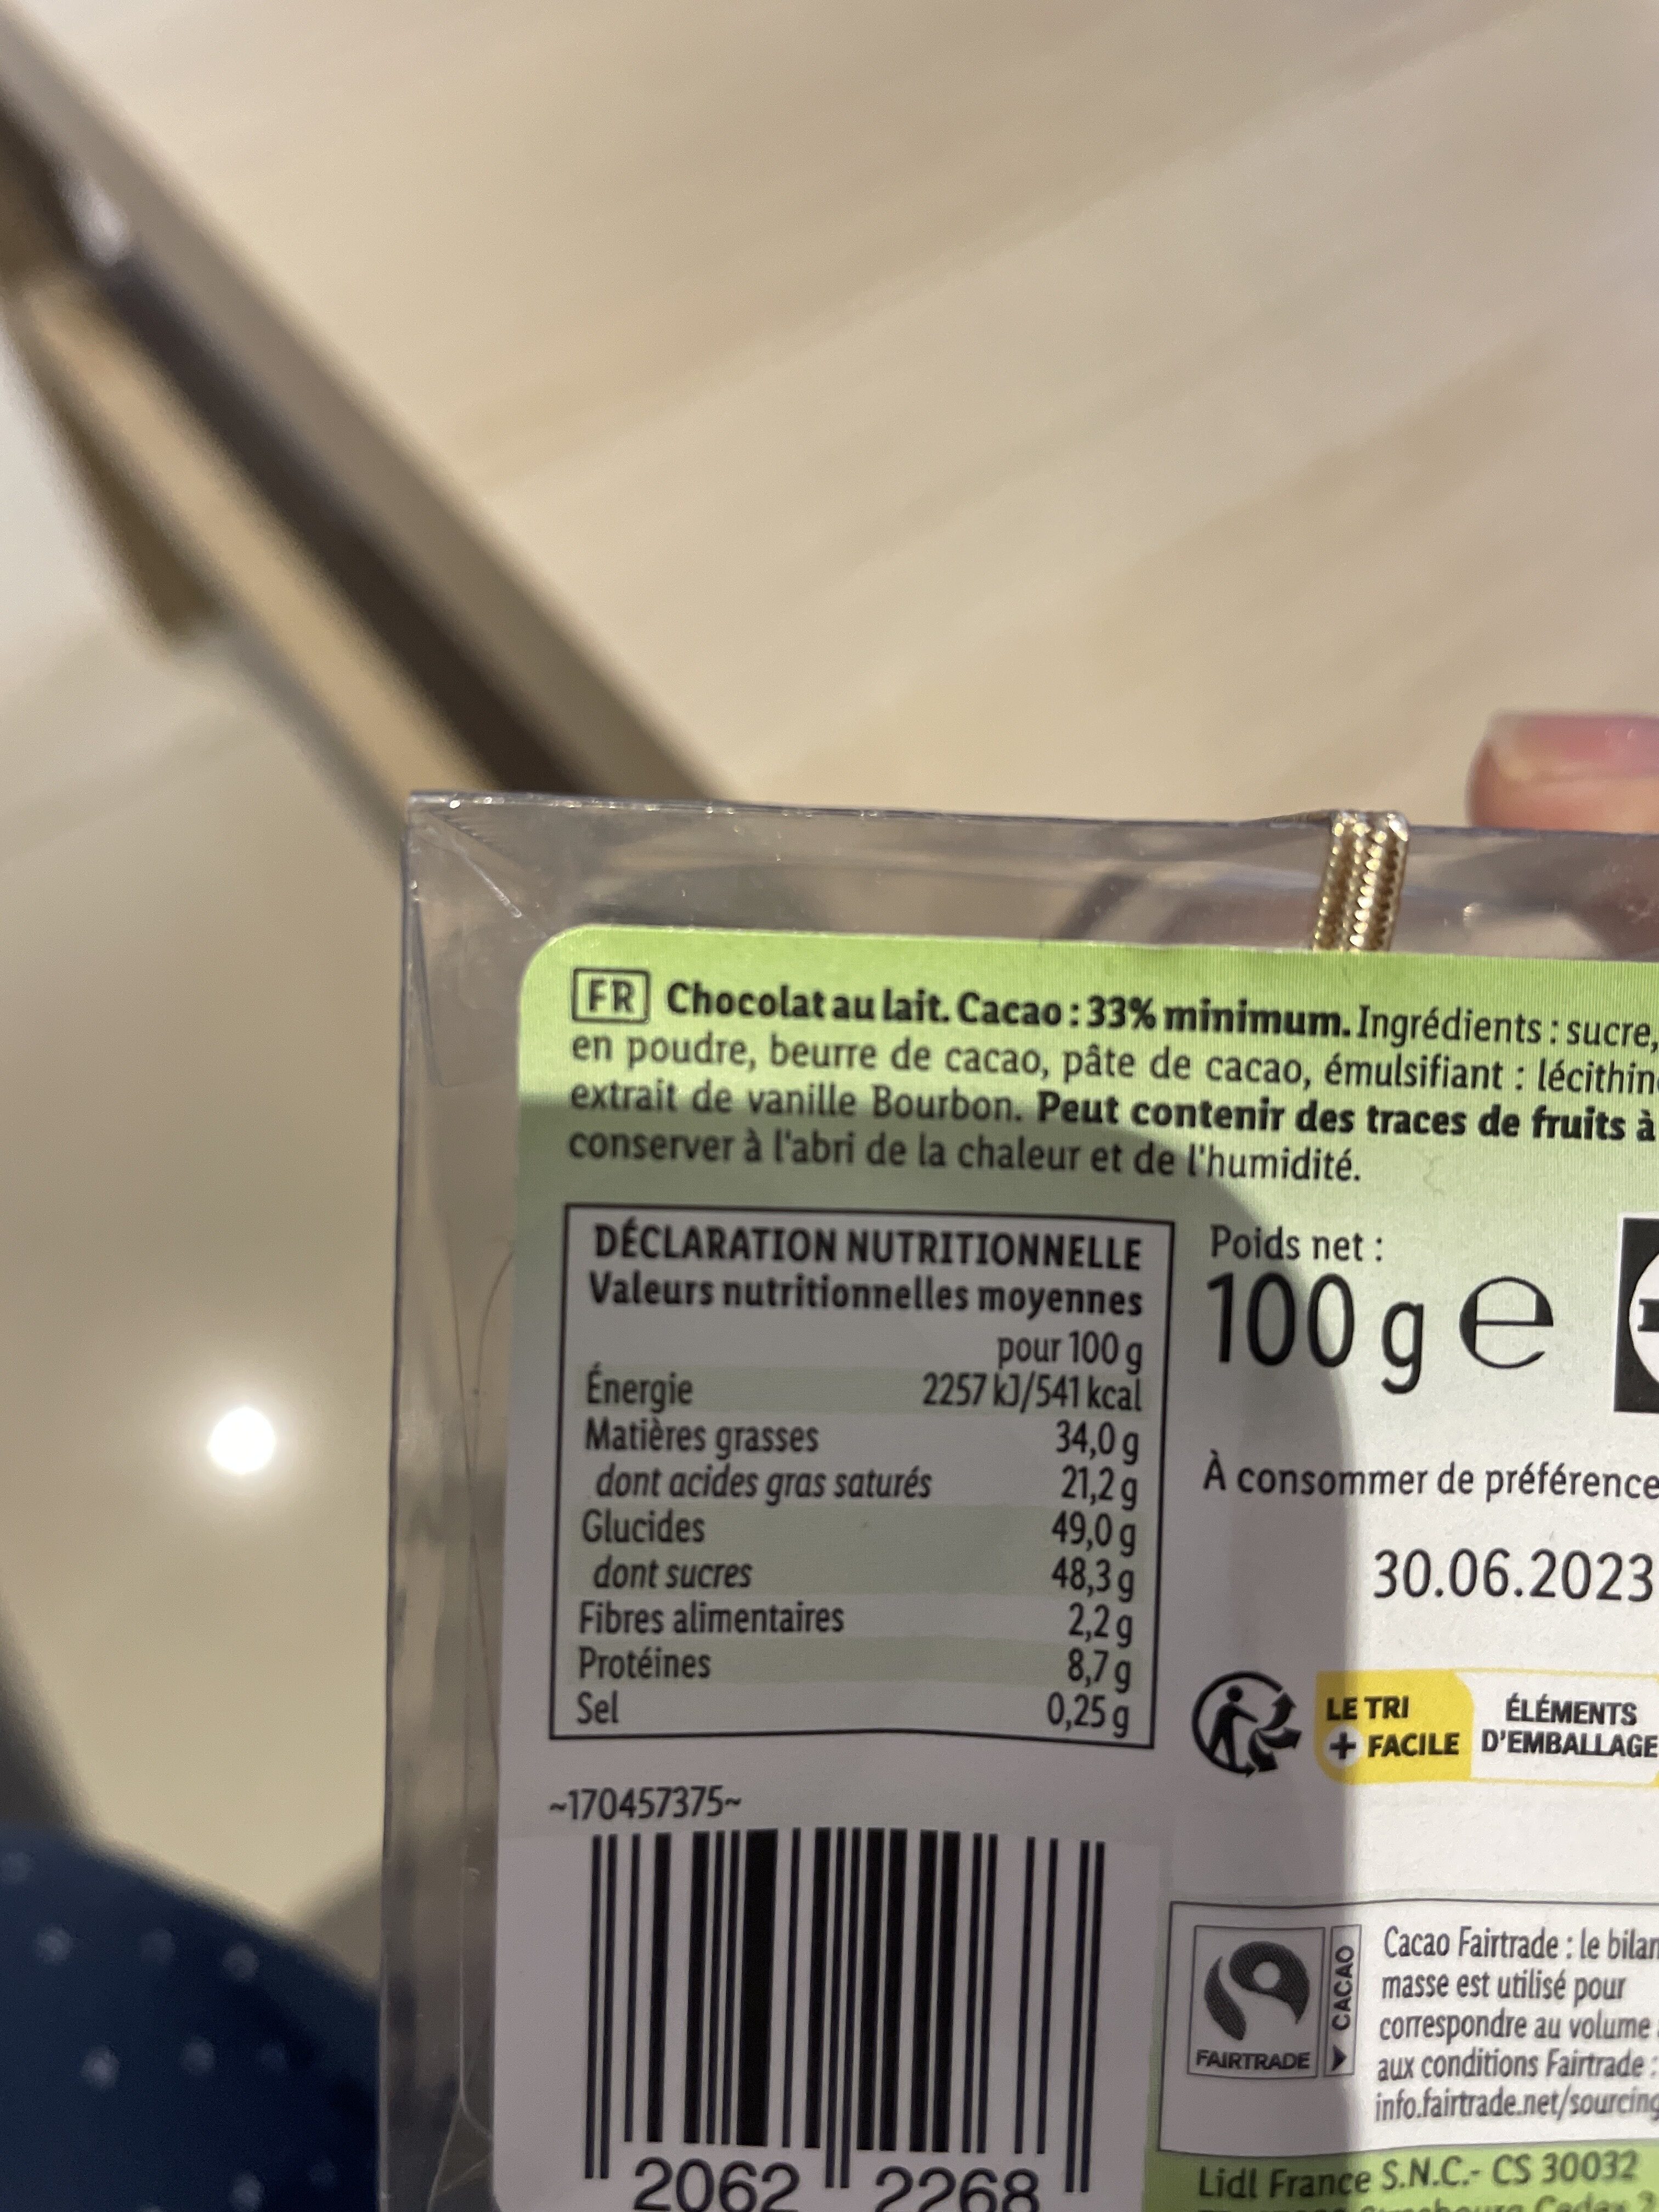 FR Chocolat au lait. Cacao : 33% minimum. Ingrédients : sucre,
en poudre, beurre de cacao, pâte de cacao, émulsifiant :
extrait de vanille Bourbon. Peut contenir des traces de fruits à
conserver à l'abri de la chaleur et de l'humidité.
DÉCLARATION NUTRITIONNELLE
Valeurs nutritionnelles moyennes
pour 100 g
Énergie 2257 kJ/541 kcal
Matières grasses 34,0 g
dont acides gras saturés 21,2 g
Glucides 49,0 g
dont sucres 48,3 g
Fibres alimentaires 2,2 g
Protéines 8,7 g
Sel 0,25 g
Poids net :
100 g e
À consommer de préférence
30.06.2023
LE TRI
+ FACILE
ÉLÉMENTS
D'EMBALLAGE
~170457375~
2062 2268
FAIRTRADE
CACAO
Cacao Fairtrade : le
masse est utilisé pour
correspondre au volume
aux conditions Fairtrade :
info.fairtrade.net/sourcing
Lidl France S.N.C.- CS 30032